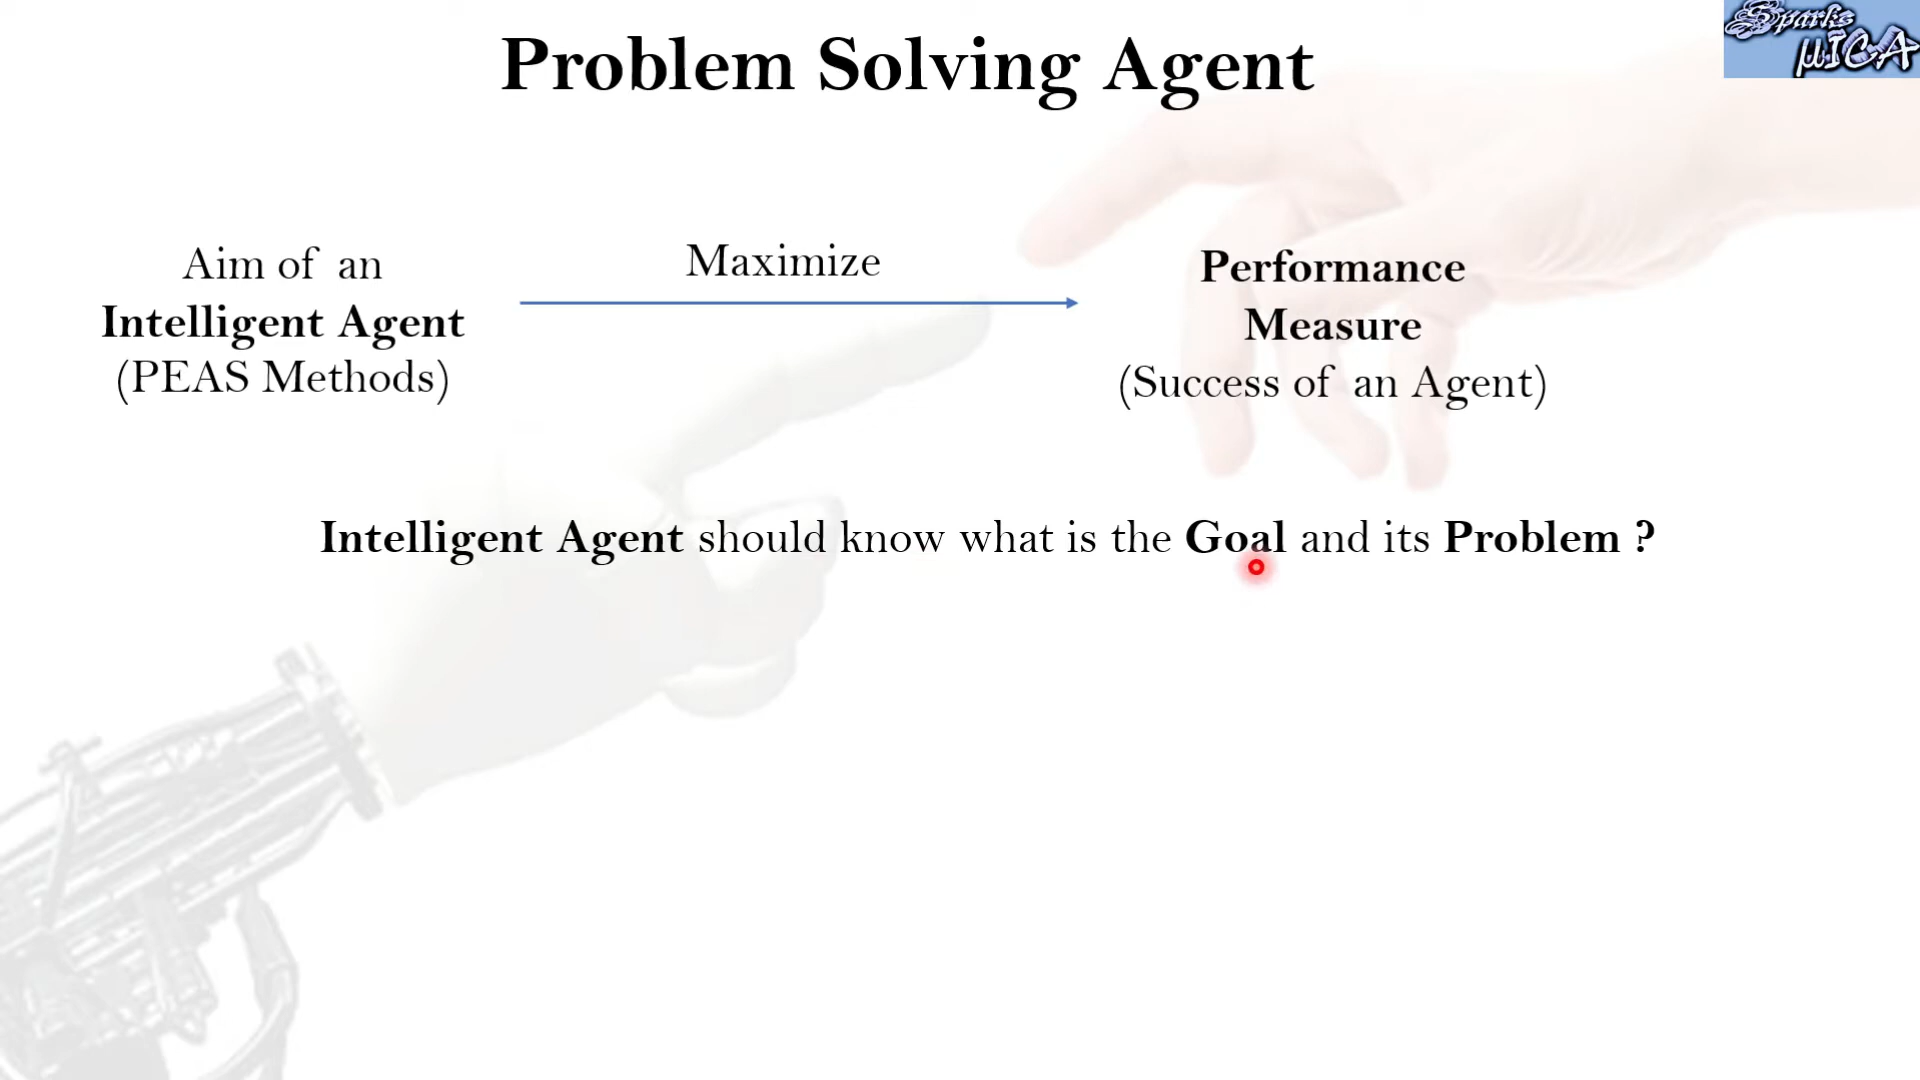 Problem Solving Agent
Sparks
µICA
Aim of an
Intelligent Agent
(PEAS Methods)
Maximize
Performance
Measure
(Success of an Agent)
Intelligent Agent should know what is the Goal and its Problem ?